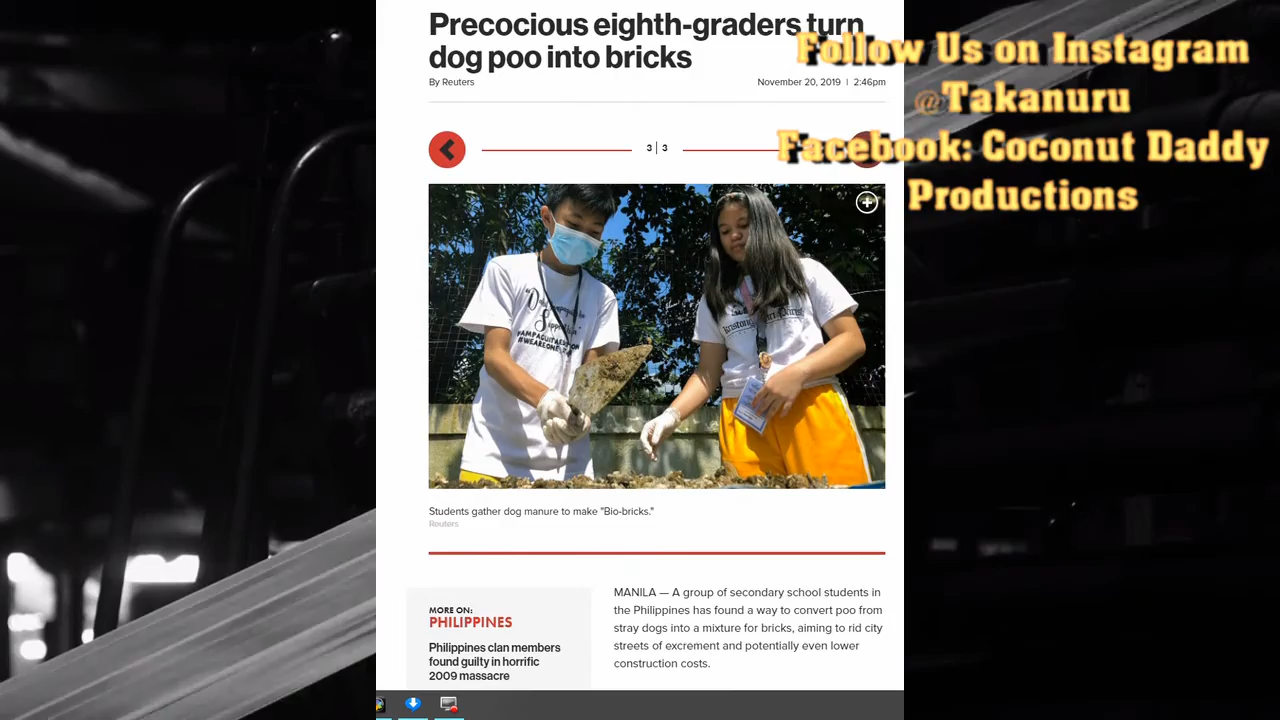 Precocious eighth-graders turn
dog poo into bricks
By Reuters
November 20, 2019 | 2:46pm
Follow Us on Instagram
@Takanuru
Facebook: Coconut Daddy
Productions
3 | 3
Students gather dog manure to make "Bio-bricks."
Reuters
MORE ON:
PHILIPPINES
Philippines clan members
found guilty in horrific
2009 massacre
MANILA — A group of secondary school students in
the Philippines has found a way to convert poo from
stray dogs into a mixture for bricks, aiming to rid city
streets of excrement and potentially even lower
construction costs.